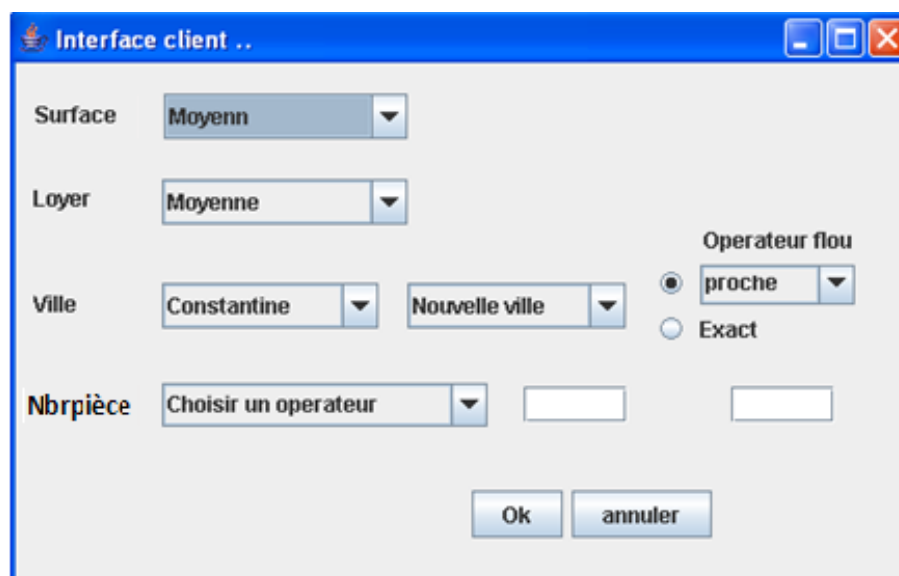 Interface client ..
Surface Moyenn
Loyer Moyenne
Operateur flou
Ville Constantine Nouvelle ville proche
Exact
Nbrpièce Choisir un operateur
Ok annuler